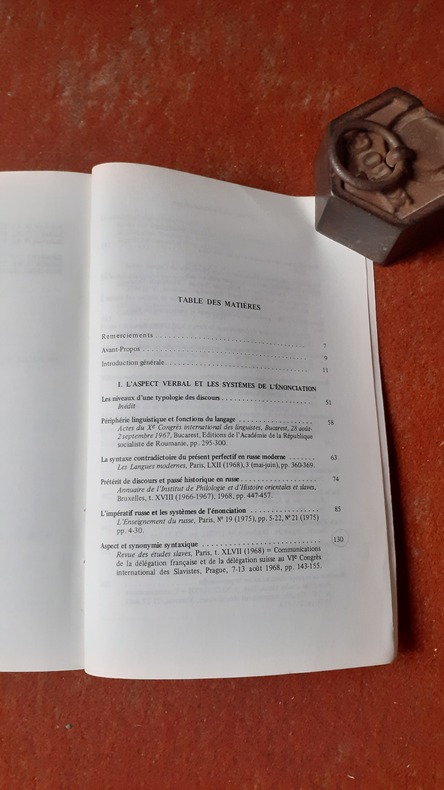 TABLE DES MATIÈRES
Remerciements . . . . . . . . . . . . . . . . . . . . 7
Avant-Propos . . . . . . . . . . . . . . . . . . . . 9
Introduction générale . . . . . . . . . . . . . . . . . . . . 11
I. L'ASPECT VERBAL ET LES SYSTÈMES DE L'ÉNONCIATION
Les niveaux d'une typologie des discours . . . . . . . . . . . . . . . . . . . . 51
Inédit
Périphérie linguistique et fonctions du langage . . . . . . . . . . . . . . . . . . . . 58
Actes du Xe Congrès international des linguistes, Bucarest, 28 août-
2 septembre 1967, Bucarest, Editions de l'Académie de la République
socialiste de Roumanie, pp. 295-300.
La syntaxe contradictoire du présent perfectif en russe moderne . . . . . . . 63
Les Langues modernes, Paris, LXII (1968), 3 (mai-juin), pp. 360-369.
Prétérit de discours et passé historique en russe . . . . . . . . . . . . . . . . . 74
Annuaire de l'Institut de Philologie et d'Histoire orientales et slaves,
Bruxelles, t. XVIII (1966-1967), 1968, pp. 447-457.
L'impératif russe et les systèmes de l'énonciation . . . . . . . . . . . . . . . . . 85
L'Enseignement du russe, Paris, N° 19 (1975), pp. 5-22, N° 21 (1975)
pp. 4-30.
Aspect et synonymie syntaxique . . . . . . . . . . . . . . . . . . . . 130
Revue des études slaves, Paris, t. XLVII (1968) = Communications
de la délégation française et de la délégation suisse au VIe Congrès
international des Slavistes, Prague, 7-13 août 1968, pp. 143-155.